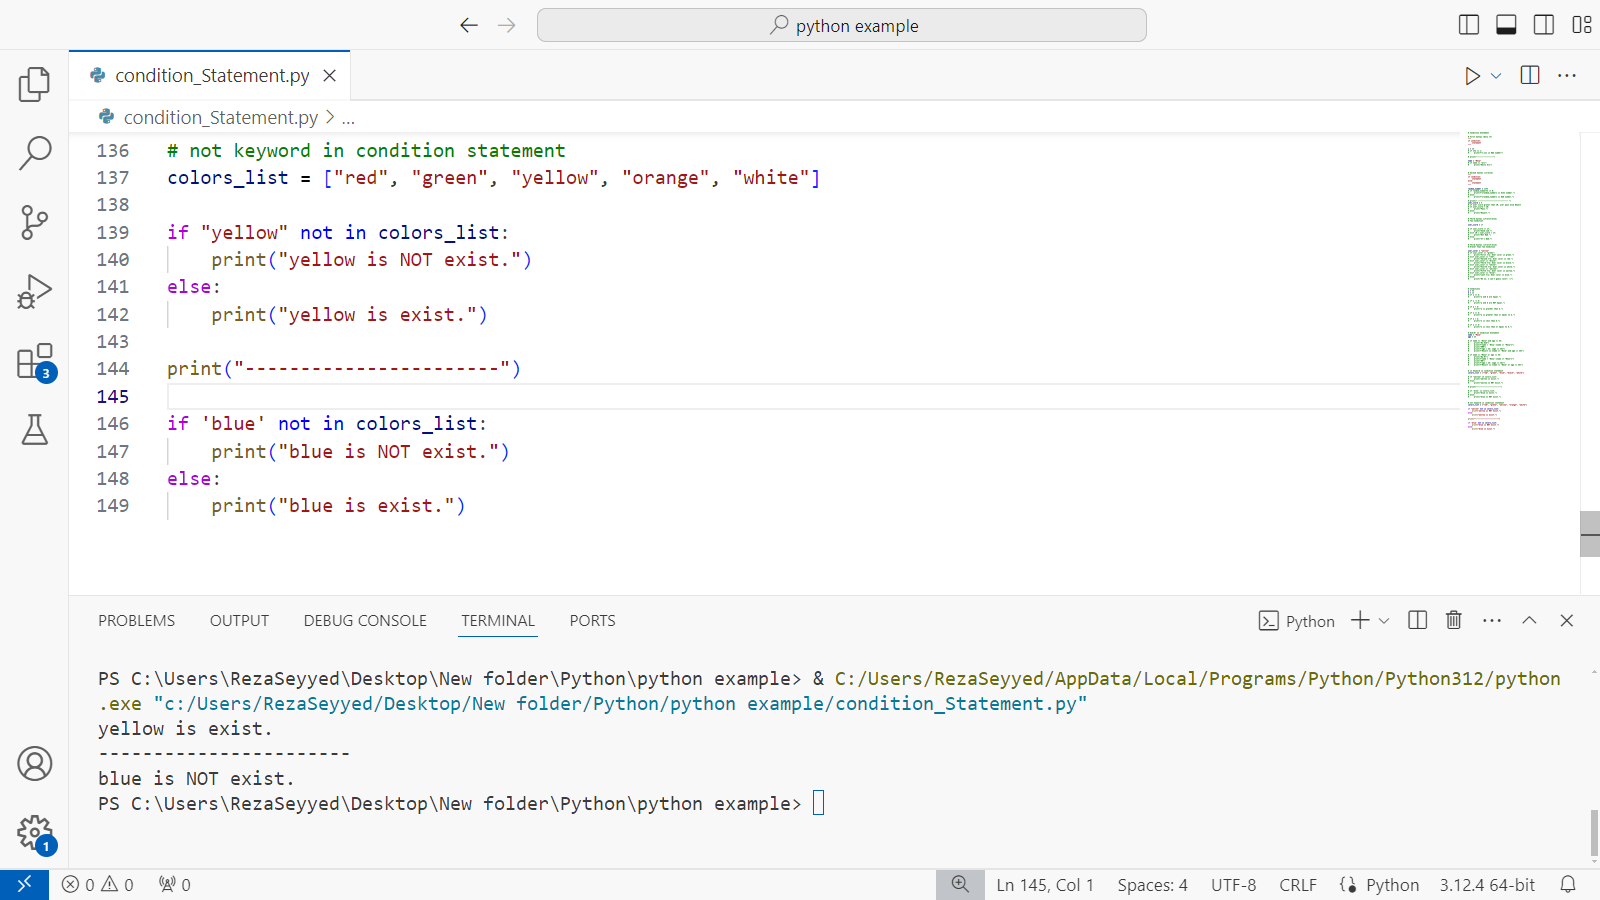 python example
condition_Statement.py
condition_Statement.py > ...
136 # not keyword in condition statement
137 colors_list = ["red", "green", "yellow", "orange", "white"]
138
139 if "yellow" not in colors_list:
140     print("yellow is NOT exist.")
141 else:
142     print("yellow is exist.")
143
144 print("-----------------------")
145
146 if 'blue' not in colors_list:
147     print("blue is NOT exist.")
148 else:
149     print("blue is exist.")
3
PROBLEMS OUTPUT DEBUG CONSOLE TERMINAL PORTS Python
PS C:\Users\RezaSeyyed\Desktop\New folder\Python\python example> & C:/Users/RezaSeyyed/AppData/Local/Programs/Python/Python312/python
.exe "c:/Users/RezaSeyyed/Desktop/New folder/Python/python example/condition_Statement.py"
yellow is exist.
-----------------------
blue is NOT exist.
PS C:\Users\RezaSeyyed\Desktop\New folder\Python\python example>
1
0 0 0 Ln 145, Col 1 Spaces: 4 UTF-8 CRLF Python 3.12.4 64-bit